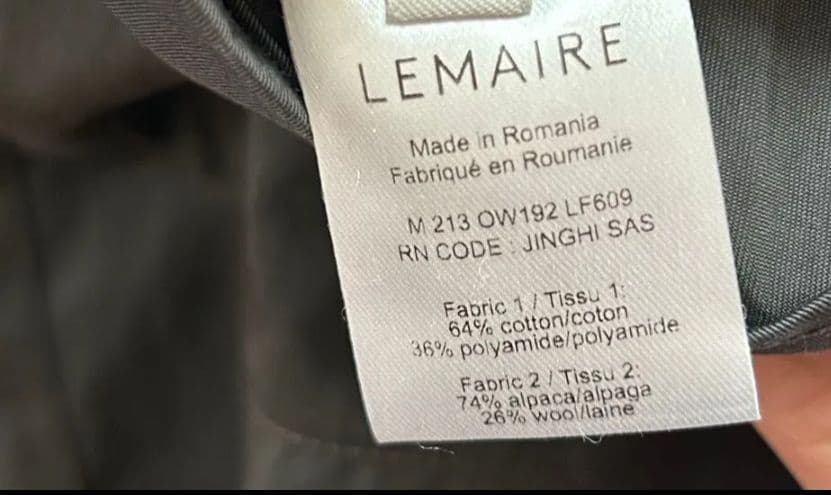 LEMAIRE
Made in Romania
Fabriqué en Roumanie
M 213 OW192 LF609
RN CODE : JINGHI SAS
Fabric 1 / Tissu 1:
64% cotton/coton
36% polyamide/polyamide
Fabric 2 / Tissu 2:
74% alpaca/alpaga
26% wool/laine